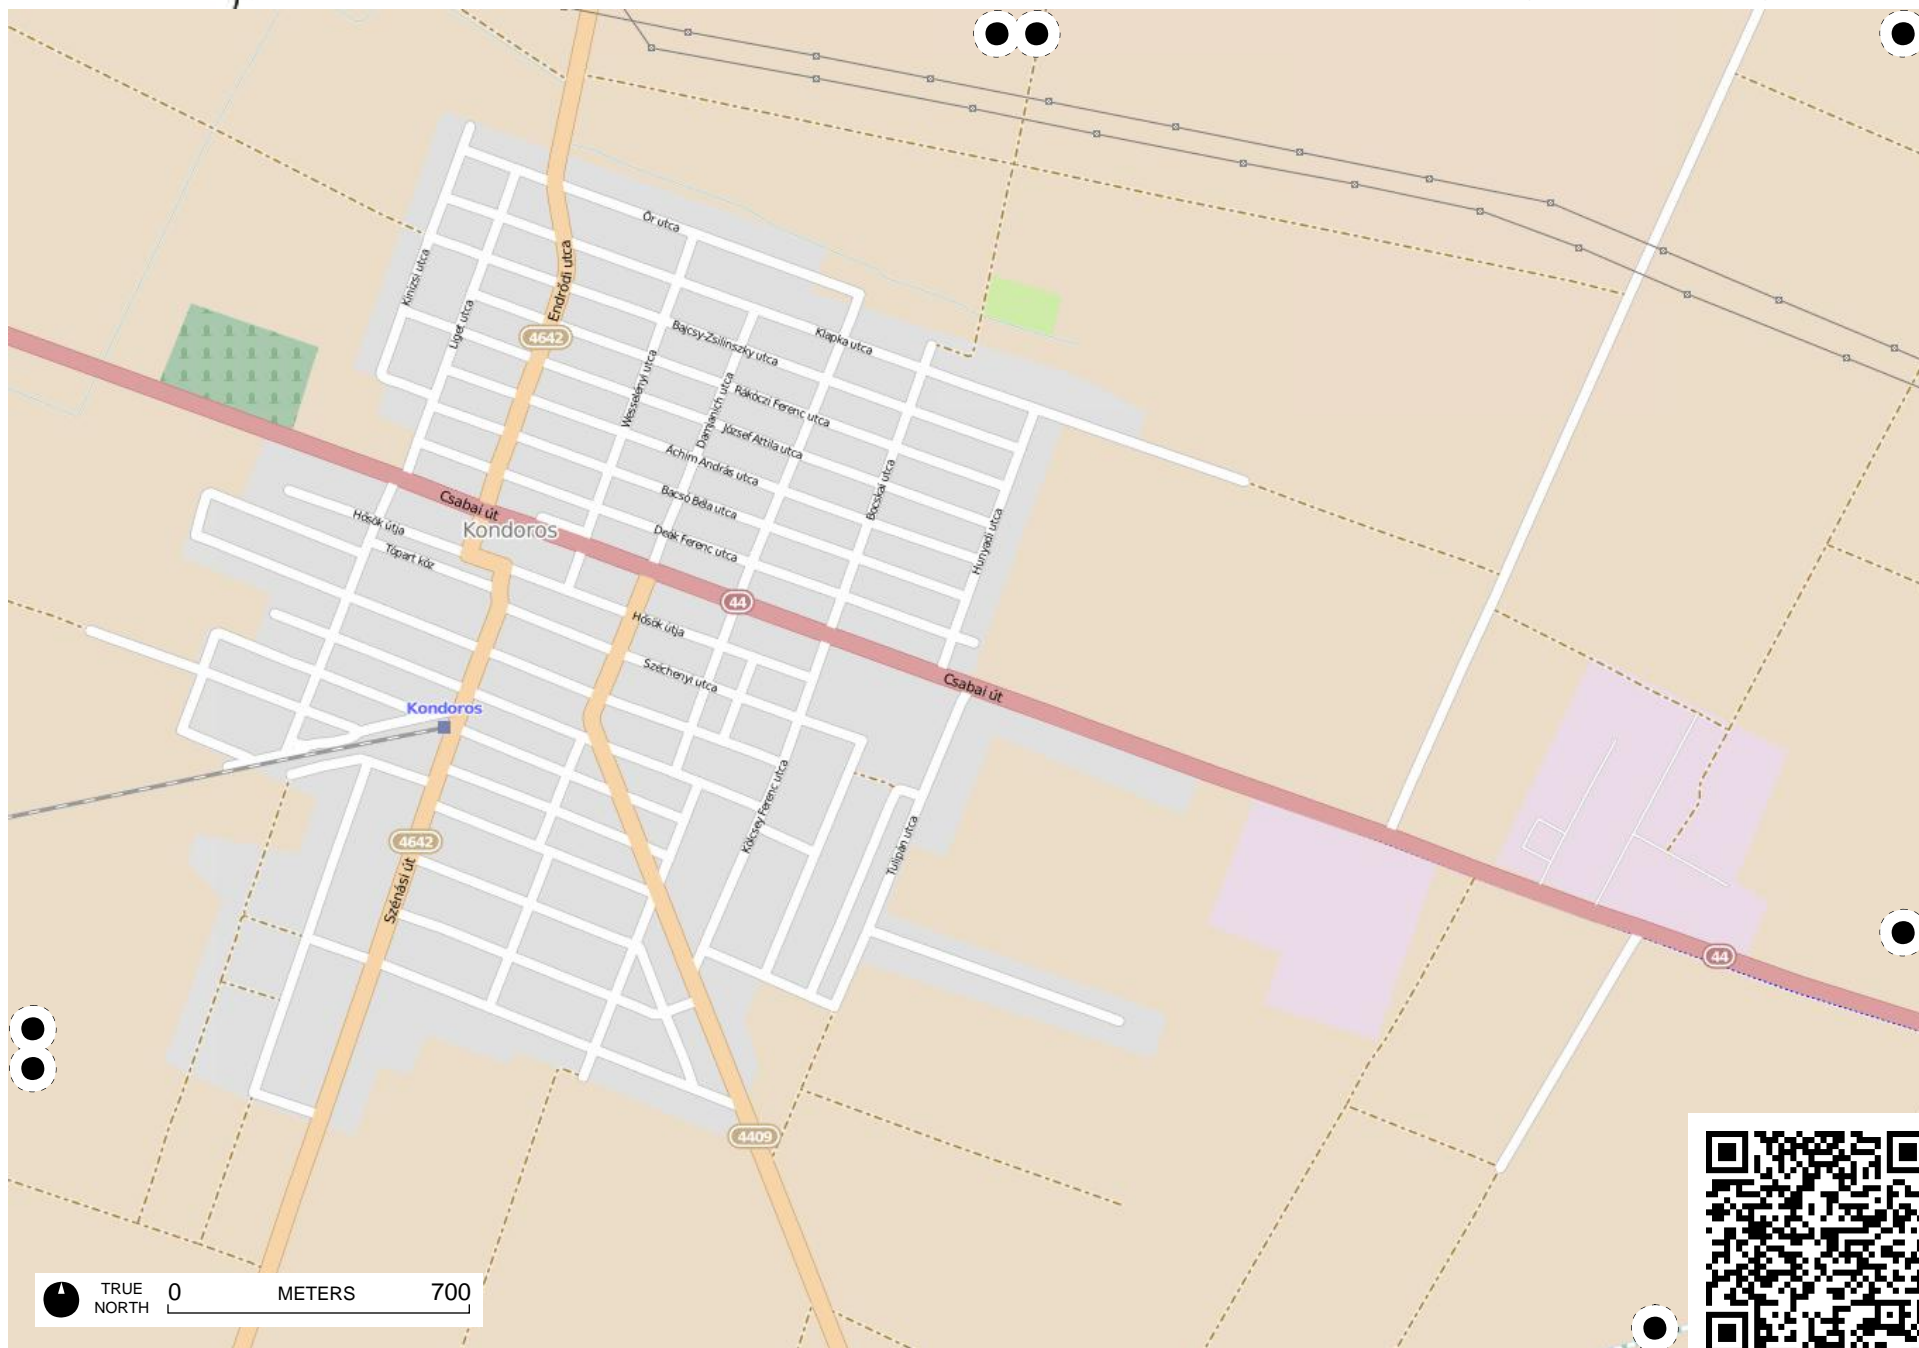 Őr utca
Kinizsi utca
Endrődi utca
Liget utca
4642
Bajcsy-Zsilinszky utca
Klapka utca
Wesselényi utca
Damjanich utca
Rákóczi Ferenc utca
József Attila utca
Áchim András utca
Bacsó Béla utca
Bocskai utca
Deák Ferenc utca
Hunyadi utca
Csabai út
Kondoros
Hősök útja
Tópart köz
44
Hősök útja
Széchenyi utca
Csabai út
Kondoros
Kölcsey Ferenc utca
Tulipán utca
4642
Szénási út
44
4409
TRUE
NORTH
0 METERS 700